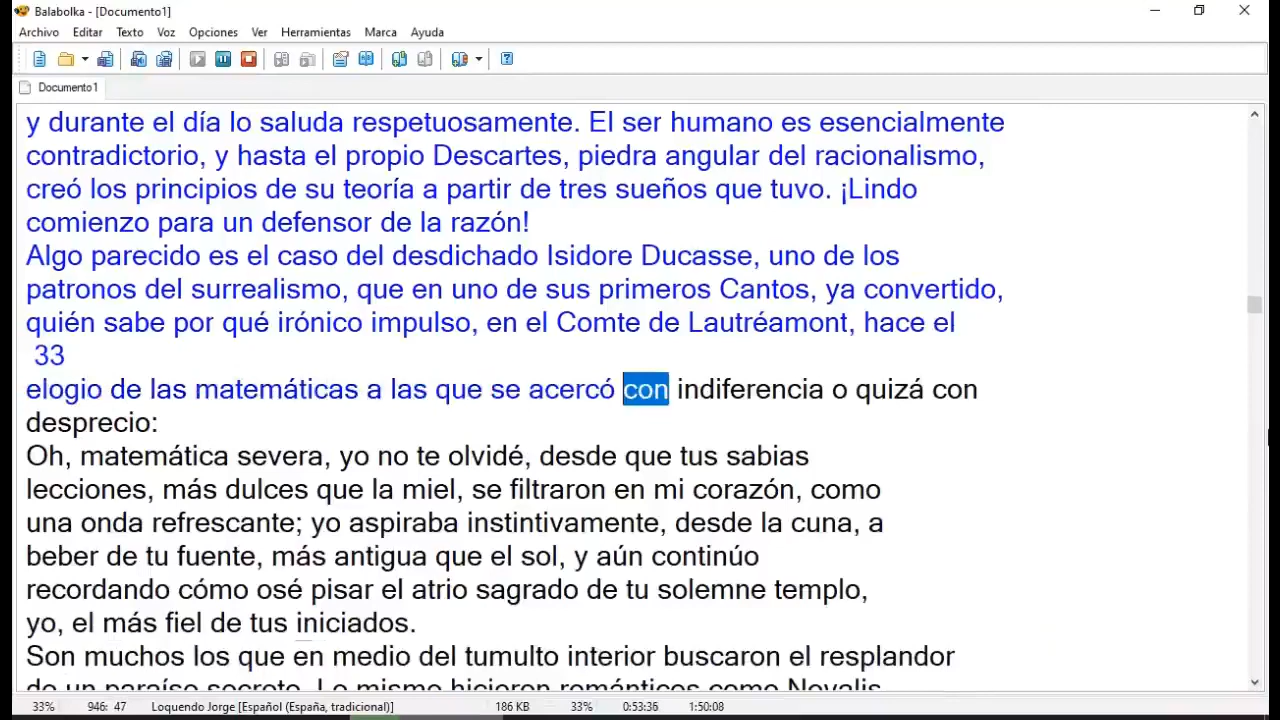 Balabolka - [Documento1]
Archivo Editar Texto Voz Opciones Ver Herramientas Marca Ayuda
Documento1
y durante el día lo saluda respetuosamente. El ser humano es esencialmente
contradictorio, y hasta el propio Descartes, piedra angular del racionalismo,
creó los principios de su teoría a partir de tres sueños que tuvo. ¡Lindo
comienzo para un defensor de la razón!
Algo parecido es el caso del desdichado Isidore Ducasse, uno de los
patronos del surrealismo, que en uno de sus primeros Cantos, ya convertido,
quién sabe por qué irónico impulso, en el Comte de Lautréamont, hace el
33
elogio de las matemáticas a las que se acercó con indiferencia o quizá con
desprecio:
Oh, matemática severa, yo no te olvidé, desde que tus sabias
lecciones, más dulces que la miel, se filtraron en mi corazón, como
una onda refrescante; yo aspiraba instintivamente, desde la cuna, a
beber de tu fuente, más antigua que el sol, y aún continúo
recordando cómo osé pisar el atrio sagrado de tu solemne templo,
yo, el más fiel de tus iniciados.
Son muchos los que en medio del tumulto interior buscaron el resplandor
de un paraíso secreto. Lo mismo hicieron románticos como Novalis,
33% 946: 47 Loquendo Jorge [Español (España, tradicional)] 186 KB 33% 0:53:36 1:50:08